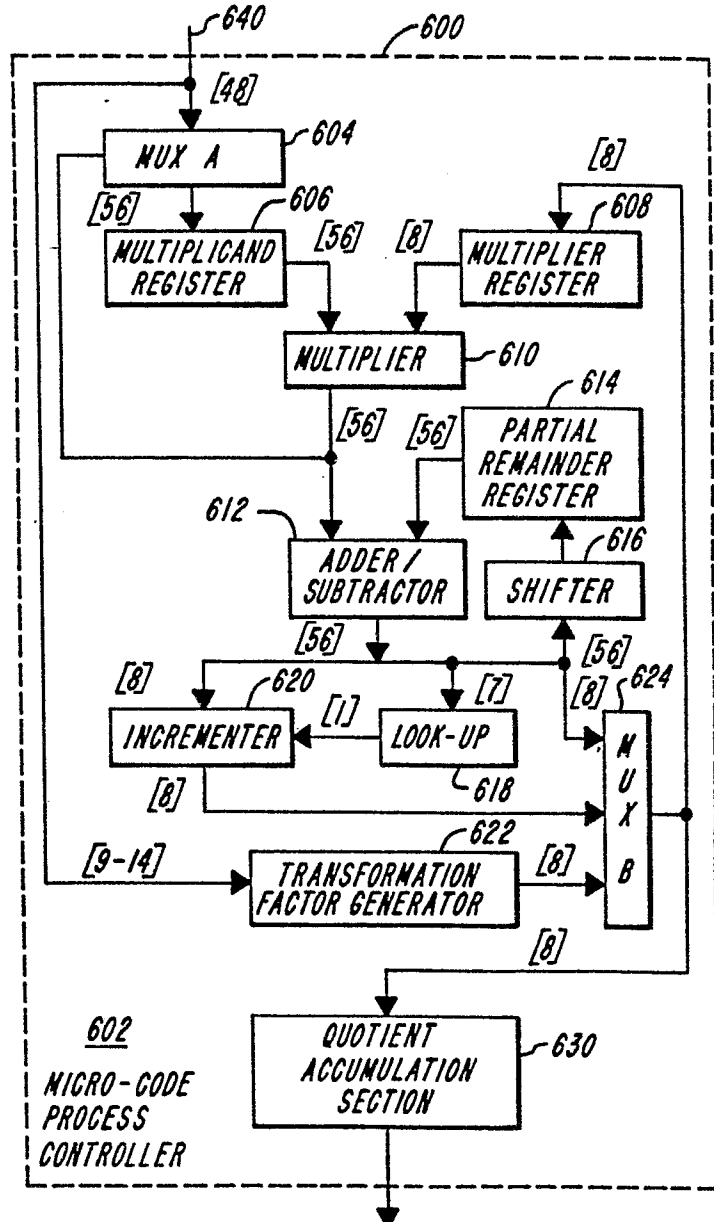 640
600
[48]
MUX A
604
[8]
[56]
606
608
MULTIPLICAND
REGISTER
[56]
[8]
MULTIPLIER
REGISTER
MULTIPLIER
610
614
[56]
[56]
PARTIAL
REMAINDER
REGISTER
612
616
ADDER/
SUBTRACTOR
SHIFTER
[56]
[56]
[8]
620
[7]
[8]
624
[1]
INCREMENTER
LOOK-UP
MUX B
[8]
618
622
[9-14]
TRANSFORMATION
FACTOR GENERATOR
[8]
[8]
602
MICRO-CODE
PROCESS
CONTROLLER
QUOTIENT
ACCUMULATION
SECTION
630